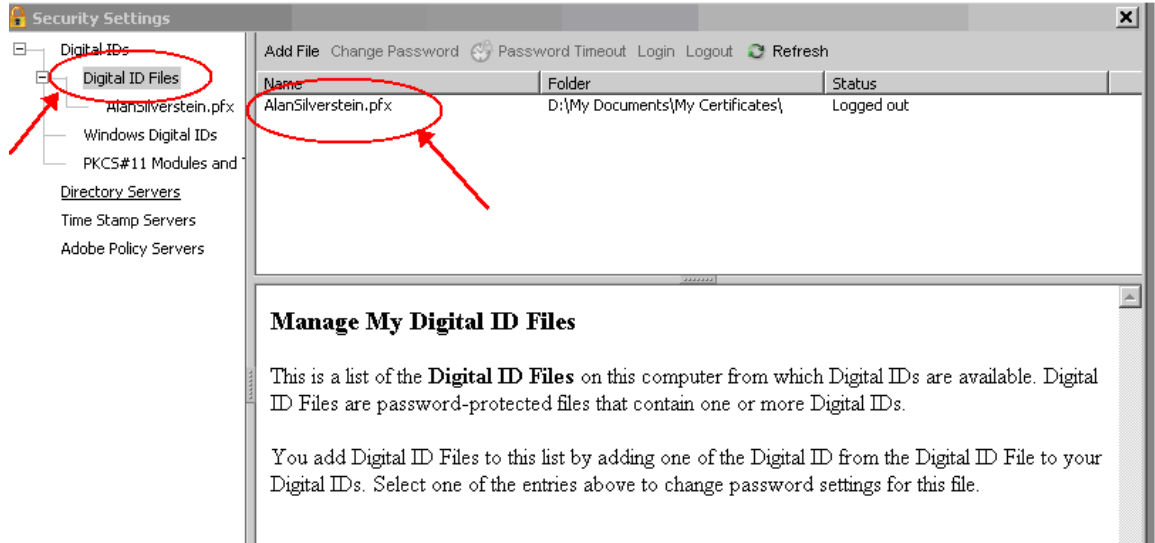 Security Settings
Digital IDs
Digital ID Files
AlanSilverstein.pfx
Windows Digital IDs
PKCS#11 Modules and
Directory Servers
Time Stamp Servers
Adobe Policy Servers
Add File Change Password Password Timeout Login Logout Refresh
Name Folder Status
AlanSilverstein.pfx D:\My Documents\My Certificates\ Logged out
Manage My Digital ID Files
This is a list of the Digital ID Files on this computer from which Digital IDs are available. Digital
ID Files are password-protected files that contain one or more Digital IDs.
You add Digital ID Files to this list by adding one of the Digital ID from the Digital ID File to your
Digital IDs. Select one of the entries above to change password settings for this file.